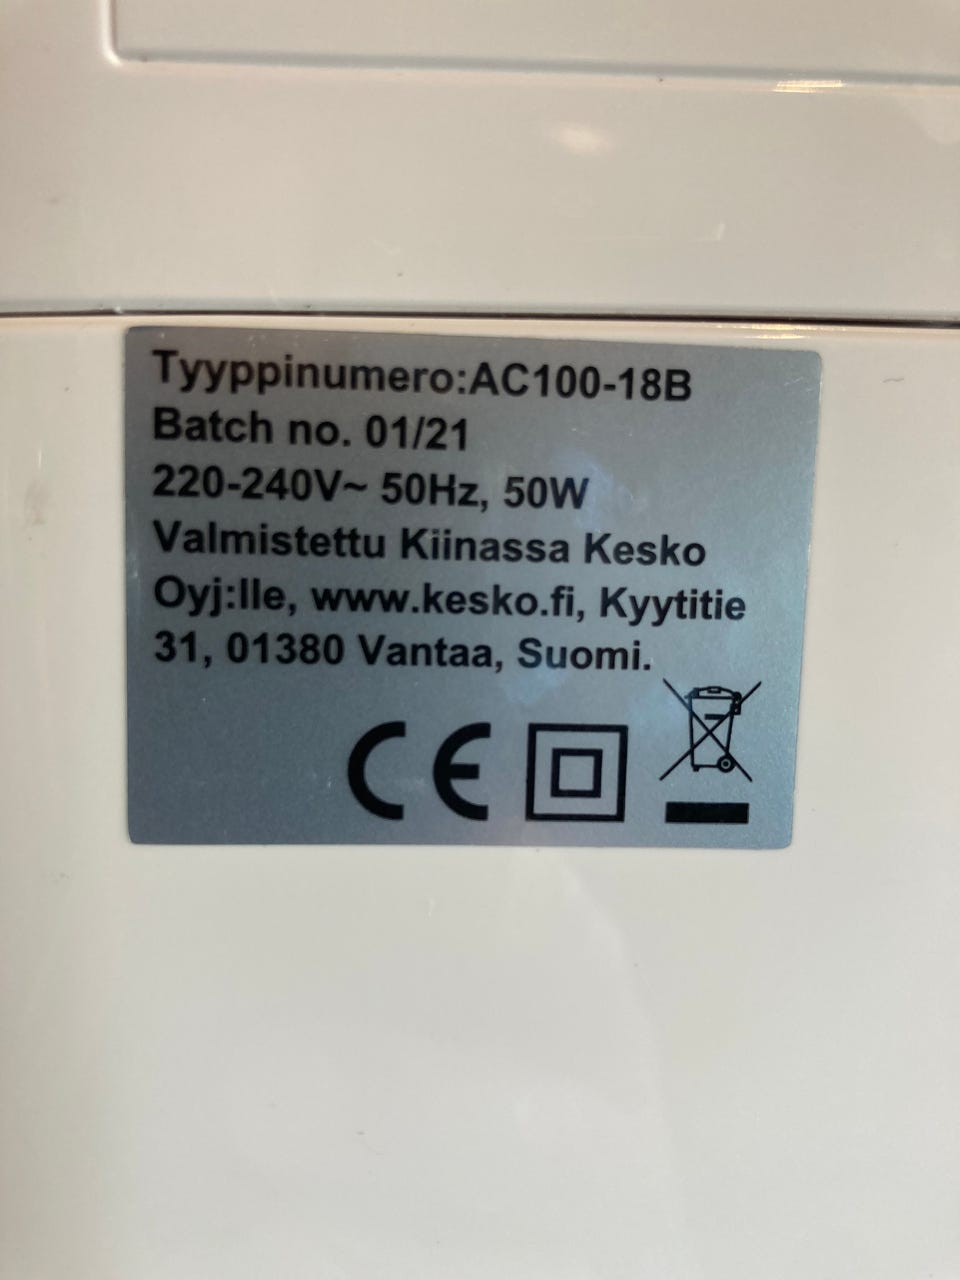 Tyyppinumero:AC100-18B
Batch no. 01/21
220-240V~ 50Hz, 50W
Valmistettu Kiinassa Kesko
Oyj:lle, www.kesko.fi, Kyytitie
31, 01380 Vantaa, Suomi.
CE